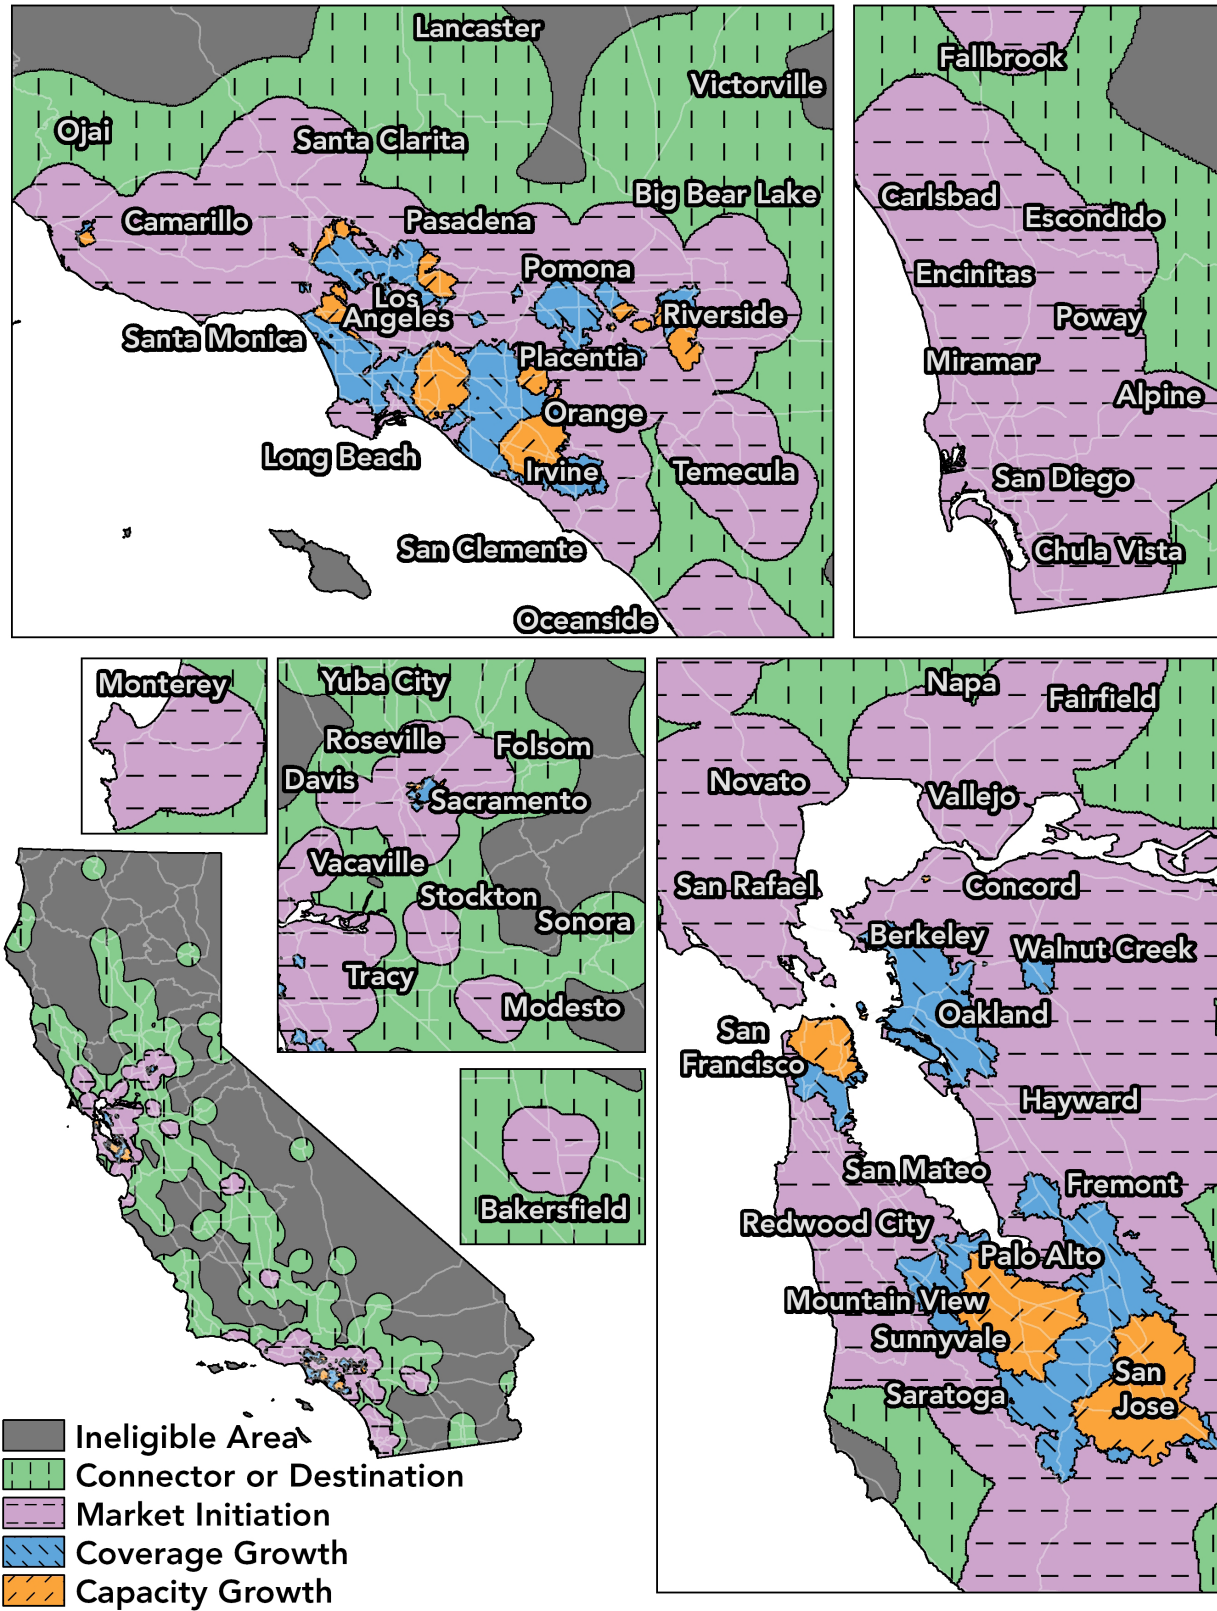 Lancaster
Victorville
Ojai
Santa Clarita
Big Bear Lake
Camarillo
Pasadena
Pomona
Los
Angeles
Riverside
Santa Monica
Placentia
Orange
Long Beach
Irvine
Temecula
San Clemente
Oceanside
Fallbrook
Carlsbad
Escondido
Encinitas
Poway
Miramar
Alpine
San Diego
Chula Vista
Monterey
Yuba City
Roseville
Folsom
Davis
Sacramento
Vacaville
Stockton
Sonora
Tracy
Modesto
Bakersfield
Napa
Fairfield
Novato
Vallejo
San Rafael
Concord
Berkeley
Walnut Creek
Oakland
San
Francisco
Hayward
San Mateo
Fremont
Redwood City
Palo Alto
Mountain View
Sunnyvale
San
Jose
Saratoga
Ineligible Area
Connector or Destination
Market Initiation
Coverage Growth
Capacity Growth